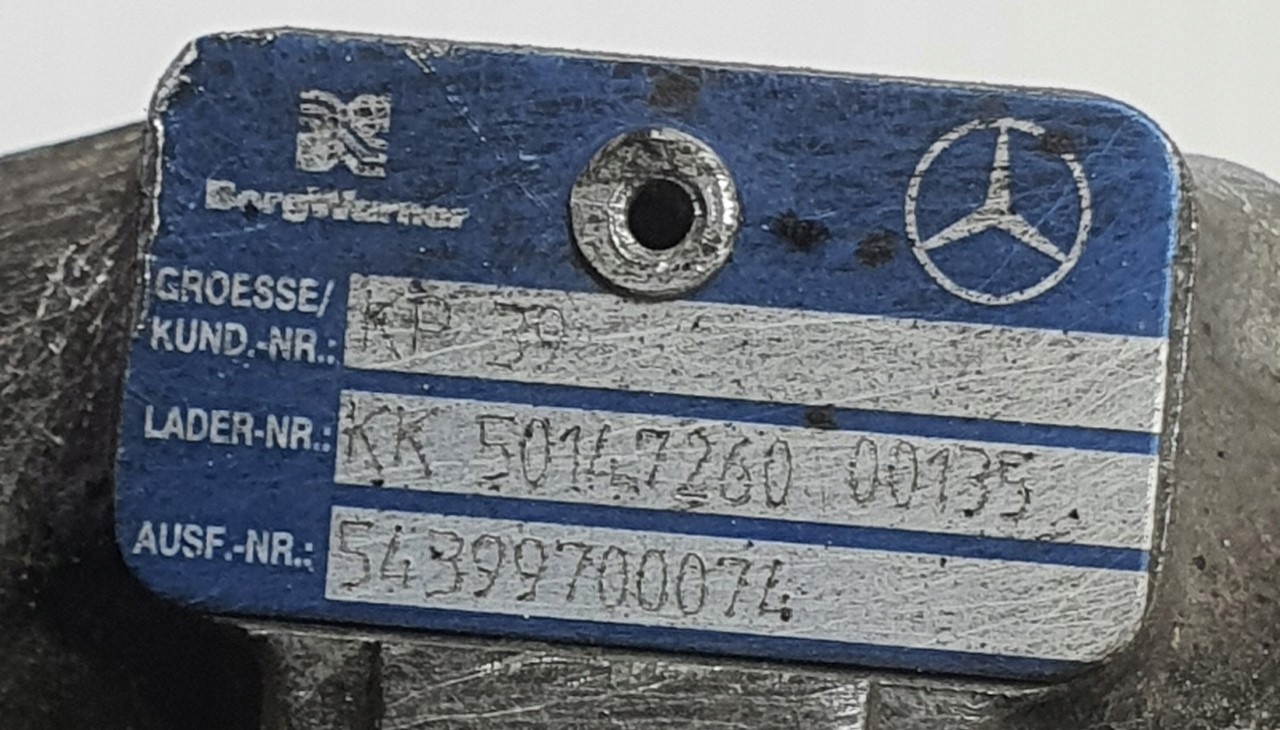 BorgWarner
GROESSE/
KUND.-NR.: KP 39
LADER-NR.: KK 50147260 00135
AUSF.-NR.: 54399700074